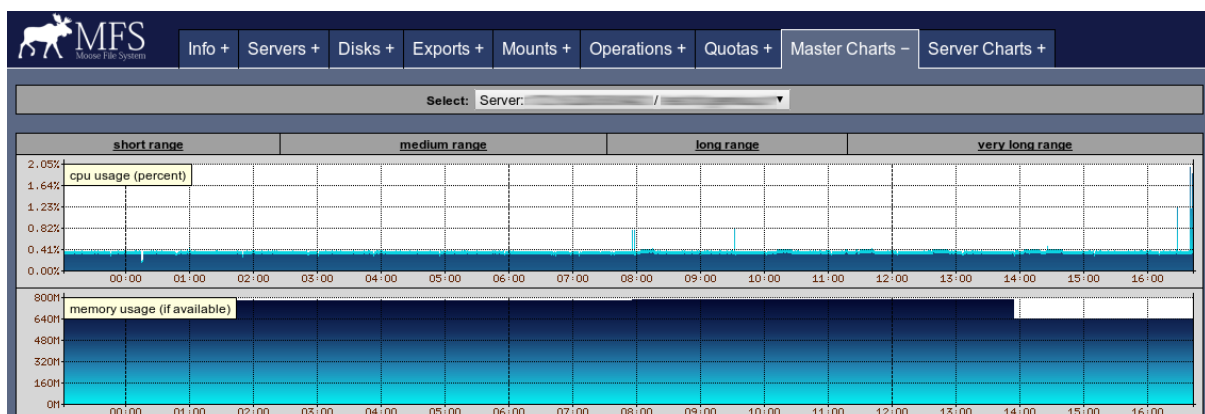 MFS
Moose File System
Info + Servers + Disks + Exports + Mounts + Operations + Quotas + Master Charts − Server Charts +
Select: Server: /
short range medium range long range very long range
2.05%
cpu usage (percent)
1.64%
1.23%
0.82%
0.41%
0.00%
00:00 01:00 02:00 03:00 04:00 05:00 06:00 07:00 08:00 09:00 10:00 11:00 12:00 13:00 14:00 15:00 16:00
800M
memory usage (if available)
640M
480M
320M
160M
0M
00:00 01:00 02:00 03:00 04:00 05:00 06:00 07:00 08:00 09:00 10:00 11:00 12:00 13:00 14:00 15:00 16:00